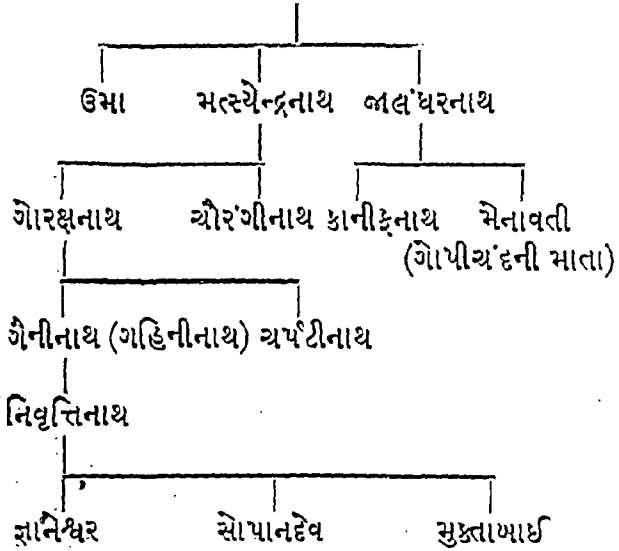 ઉમા મત્સ્યેન્દ્રનાથ જાલંધરનાથ
ગોરક્ષનાથ ચૌરંગીનાથ કાનીફનાથ મેનાવતી
(ગોપીચંદની માતા)
ગૈનીનાથ (ગહિનીનાથ) ચર્પટીનાથ
નિવૃત્તિનાથ
જ્ઞાનેશ્વર સોપાનદેવ મુક્તાબાઈ